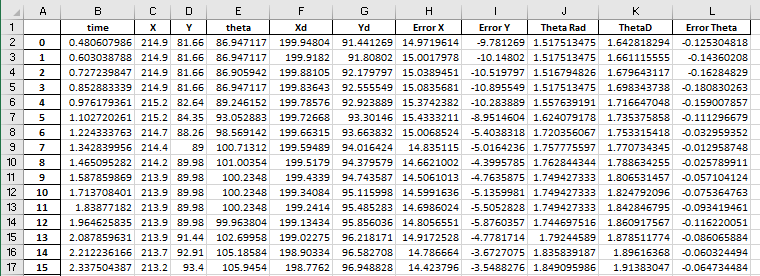 A B C D E F G H I J K L
1 time X Y theta Xd Yd Error X Error Y Theta Rad ThetaD Error Theta
2 0 0.480607986 214.9 81.66 86.947117 199.94804 91.441269 14.9719614 -9.781269 1.517513475 1.642818294 -0.125304818
3 1 0.603038788 214.9 81.66 86.947117 199.9182 91.80802 15.0017978 -10.14802 1.517513475 1.661115555 -0.14360208
4 2 0.727239847 214.9 81.66 86.905942 199.88105 92.179797 15.0389451 -10.519797 1.516794826 1.679643117 -0.16284829
5 3 0.852883339 214.9 81.66 86.947117 199.83643 92.555549 15.0835681 -10.895549 1.517513475 1.698343738 -0.180830263
6 4 0.976179361 215.2 82.64 89.246152 199.78576 92.923889 15.3742382 -10.283889 1.557639191 1.716647048 -0.159007857
7 5 1.102720261 215.2 84.35 93.052883 199.72668 93.30146 15.4333211 -8.9514604 1.624079178 1.735375858 -0.111296679
8 6 1.224333763 214.7 88.26 98.569142 199.66315 93.663832 15.0068524 -5.4038318 1.720356067 1.753315418 -0.032959352
9 7 1.342839956 214.4 89 100.71312 199.59489 94.016424 14.835115 -5.0164236 1.757775597 1.770734345 -0.012958748
10 8 1.465095282 214.2 89.98 101.00354 199.5179 94.379579 14.6621002 -4.3995785 1.762844344 1.788634255 -0.025789911
11 9 1.587859869 213.9 89.98 100.2348 199.4339 94.743587 14.5061013 -4.7635875 1.749427333 1.806531457 -0.057104124
12 10 1.713708401 213.9 89.98 100.2348 199.34084 95.115998 14.5991636 -5.1359981 1.749427333 1.824792096 -0.075364763
13 11 1.83877182 213.9 89.98 100.2348 199.2414 95.485283 14.6986024 -5.5052828 1.749427333 1.842846795 -0.093419461
14 12 1.964625835 213.9 89.98 99.963804 199.13434 95.856036 14.8056551 -5.8760357 1.744697516 1.860917567 -0.116220051
15 13 2.087859631 213.9 91.44 102.69958 199.02275 96.218171 14.9172528 -4.7781714 1.79244589 1.878511774 -0.086065884
16 14 2.212236166 213.7 92.91 105.18584 198.90334 96.582708 14.786664 -3.6727075 1.835839187 1.89616368 -0.060324494
17 15 2.337504387 213.2 93.4 105.9454 198.7762 96.948828 14.423796 -3.5488276 1.849095986 1.91383047 -0.064734484